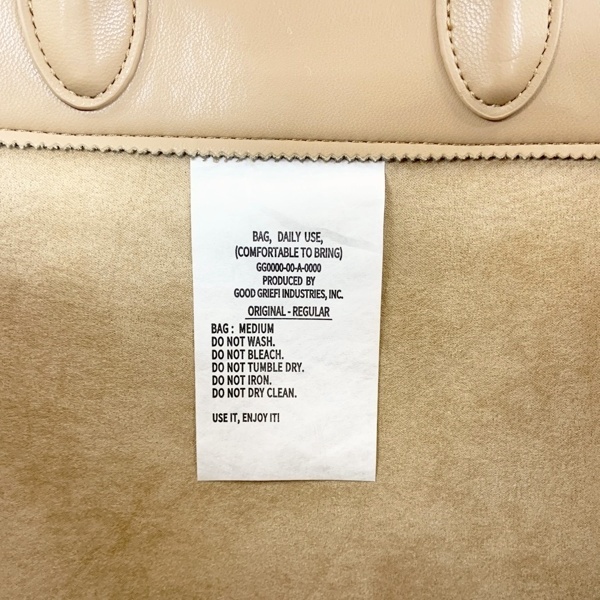 BAG, DAILY USE,
(COMFORTABLE TO BRING)
GG0000-00-A-0000
PRODUCED BY
GOOD GRIEFI INDUSTRIES, INC.
ORIGINAL - REGULAR
BAG : MEDIUM
DO NOT WASH.
DO NOT BLEACH.
DO NOT TUMBLE DRY.
DO NOT IRON.
DO NOT DRY CLEAN.
USE IT, ENJOY IT!